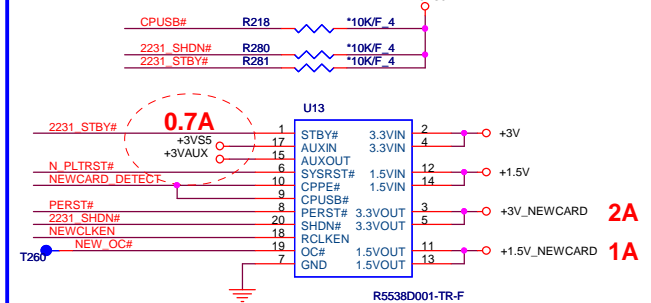 CPUSB# R218 *10K/F_4
2231_SHDN# R280 *10K/F_4
2231_STBY# R281 *10K/F_4
U13
0.7A
2231_STBY# 1 STBY# 3.3VIN 2 +3V
+3VS5 17 AUXIN 3.3VIN 4
+3VAUX 15 AUXOUT
N_PLTRST# 6 SYSRST# 1.5VIN 12 +1.5V
NEWCARD_DETECT 10 CPPE# 1.5VIN 14
9 CPUSB#
PERST# 8 PERST# 3.3VOUT 3 +3V_NEWCARD 2A
2231_SHDN# 20 SHDN# 3.3VOUT 5
NEWCLKEN 18 RCLKEN
T260 NEW_OC# 19 OC# 1.5VOUT 11 +1.5V_NEWCARD 1A
7 GND 1.5VOUT 13
R5538D001-TR-F